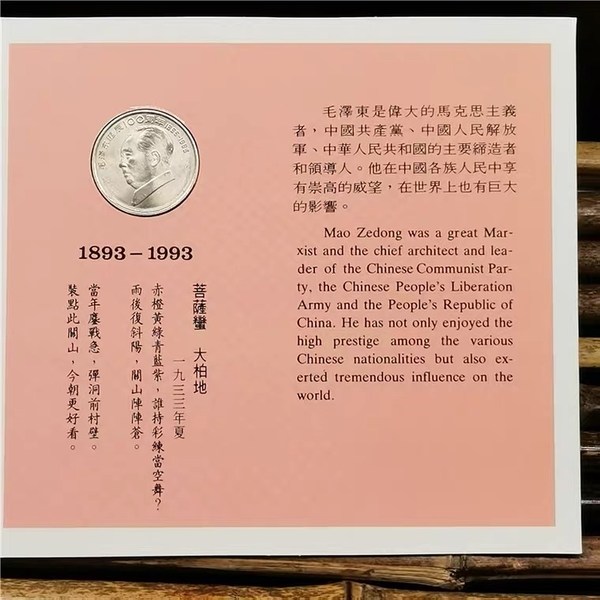 1893–1993
菩薩蠻 大柏地
一九三三年夏
赤橙黃綠青藍紫，誰持彩練當空舞？
雨後復斜陽，關山陣陣蒼。
當年鏖戰急，彈洞前村壁。
裝點此關山，今朝更好看。
毛澤東是偉大的馬克思主義
者，中國共產黨、中國人民解放
軍、中華人民共和國的主要締造者
和領導人。他在中國各族人民中享
有崇高的威望，在世界上也有巨大
的影響。
Mao Zedong was a great Mar-
xist and the chief architect and lea-
der of the Chinese Communist Par-
ty, the Chinese People's Liberation
Army and the People's Republic of
China. He has not only enjoyed the
high prestige among the various
Chinese nationalities but also ex-
erted tremendous influence on the
world.